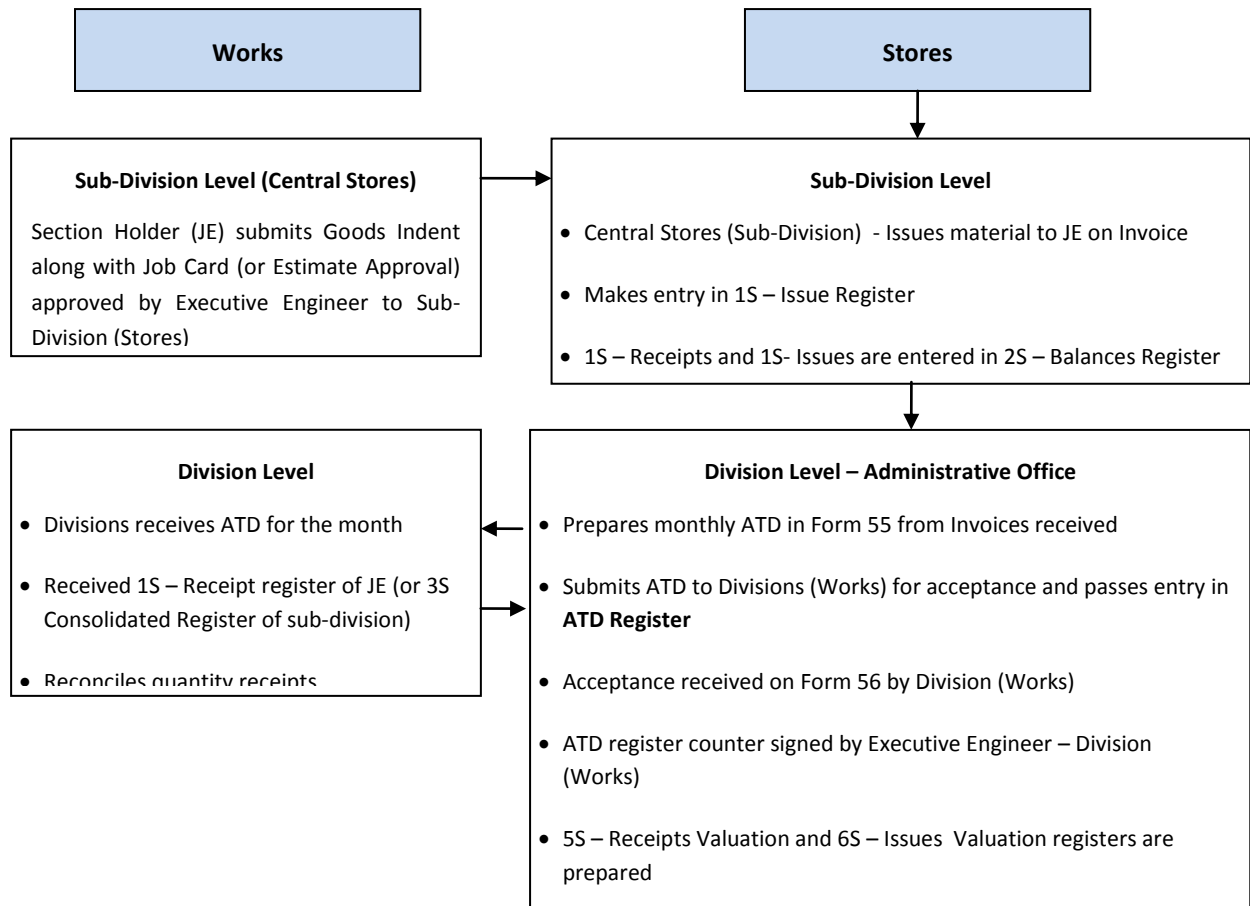 Works
Stores
Sub-Division Level (Central Stores)
Section Holder (JE) submits Goods Indent
along with Job Card (or Estimate Approval)
approved by Executive Engineer to Sub-
Division (Stores)
Sub-Division Level
• Central Stores (Sub-Division) - Issues material to JE on Invoice
• Makes entry in 1S – Issue Register
• 1S – Receipts and 1S- Issues are entered in 2S – Balances Register
Division Level
• Divisions receives ATD for the month
• Received 1S – Receipt register of JE (or 3S
Consolidated Register of sub-division)
• Reconciles quantity receipts
Division Level – Administrative Office
• Prepares monthly ATD in Form 55 from Invoices received
• Submits ATD to Divisions (Works) for acceptance and passes entry in
ATD Register
• Acceptance received on Form 56 by Division (Works)
• ATD register counter signed by Executive Engineer – Division
(Works)
• 5S – Receipts Valuation and 6S – Issues Valuation registers are
prepared